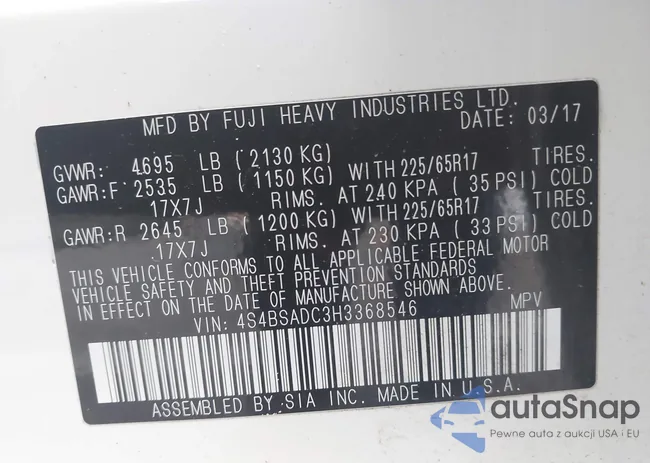 MFD BY FUJI HEAVY INDUSTRIES LTD.
DATE: 03/17
GVWR: 4695 LB (2130 KG)
GAWR:F 2535 LB (1150 KG) WITH 225/65R17 TIRES.
17X7J RIMS. AT 240 KPA (35 PSI) COLD
GAWR:R 2645 LB (1200 KG) WITH 225/65R17 TIRES.
17X7J RIMS. AT 230 KPA (33 PSI) COLD
THIS VEHICLE CONFORMS TO ALL APPLICABLE FEDERAL MOTOR
VEHICLE SAFETY AND THEFT PREVENTION STANDARDS
IN EFFECT ON THE DATE OF MANUFACTURE SHOWN ABOVE.
VIN: 4S4BSADC3H3368546 MPV
ASSEMBLED BY SIA INC. MADE IN U.S.A.
autaSnap
Pewne auta z aukcji USA i EU